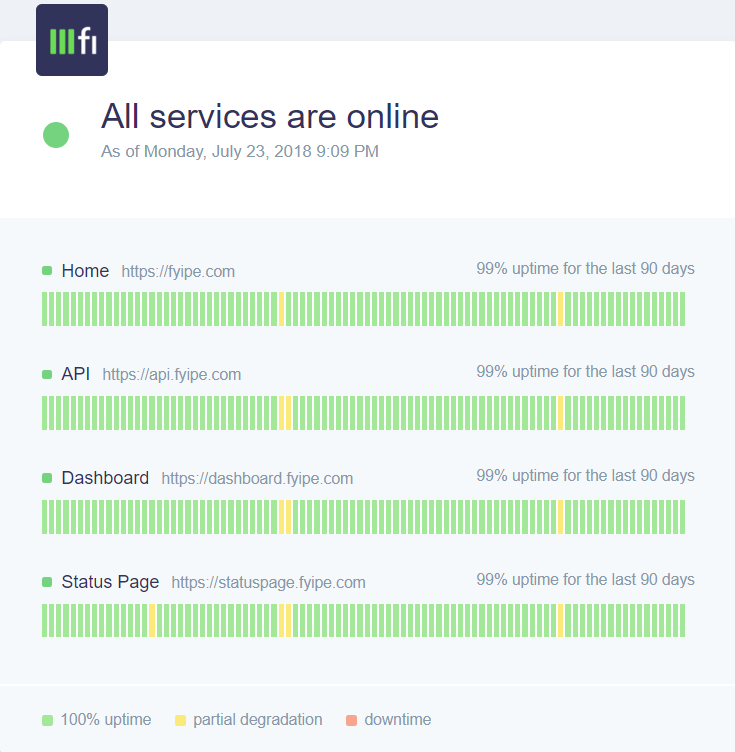 fi
All services are online
As of Monday, July 23, 2018 9:09 PM
Home https://fyipe.com 99% uptime for the last 90 days
API https://api.fyipe.com 99% uptime for the last 90 days
Dashboard https://dashboard.fyipe.com 99% uptime for the last 90 days
Status Page https://statuspage.fyipe.com 99% uptime for the last 90 days
100% uptime partial degradation downtime